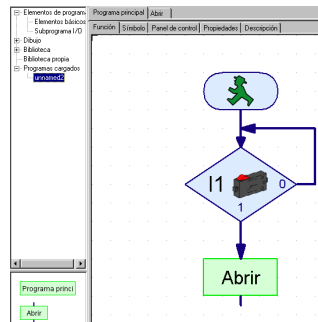 Elementos de program
Elementos básicos
Subprograma I/O
Dibujo
Biblioteca
Biblioteca propia
Programas cargados
unnamed2
Programa princi
Abrir
Programa principal Abrir
Función Símbolo Panel de control Propiedades Descripción
I1 0
1
Abrir